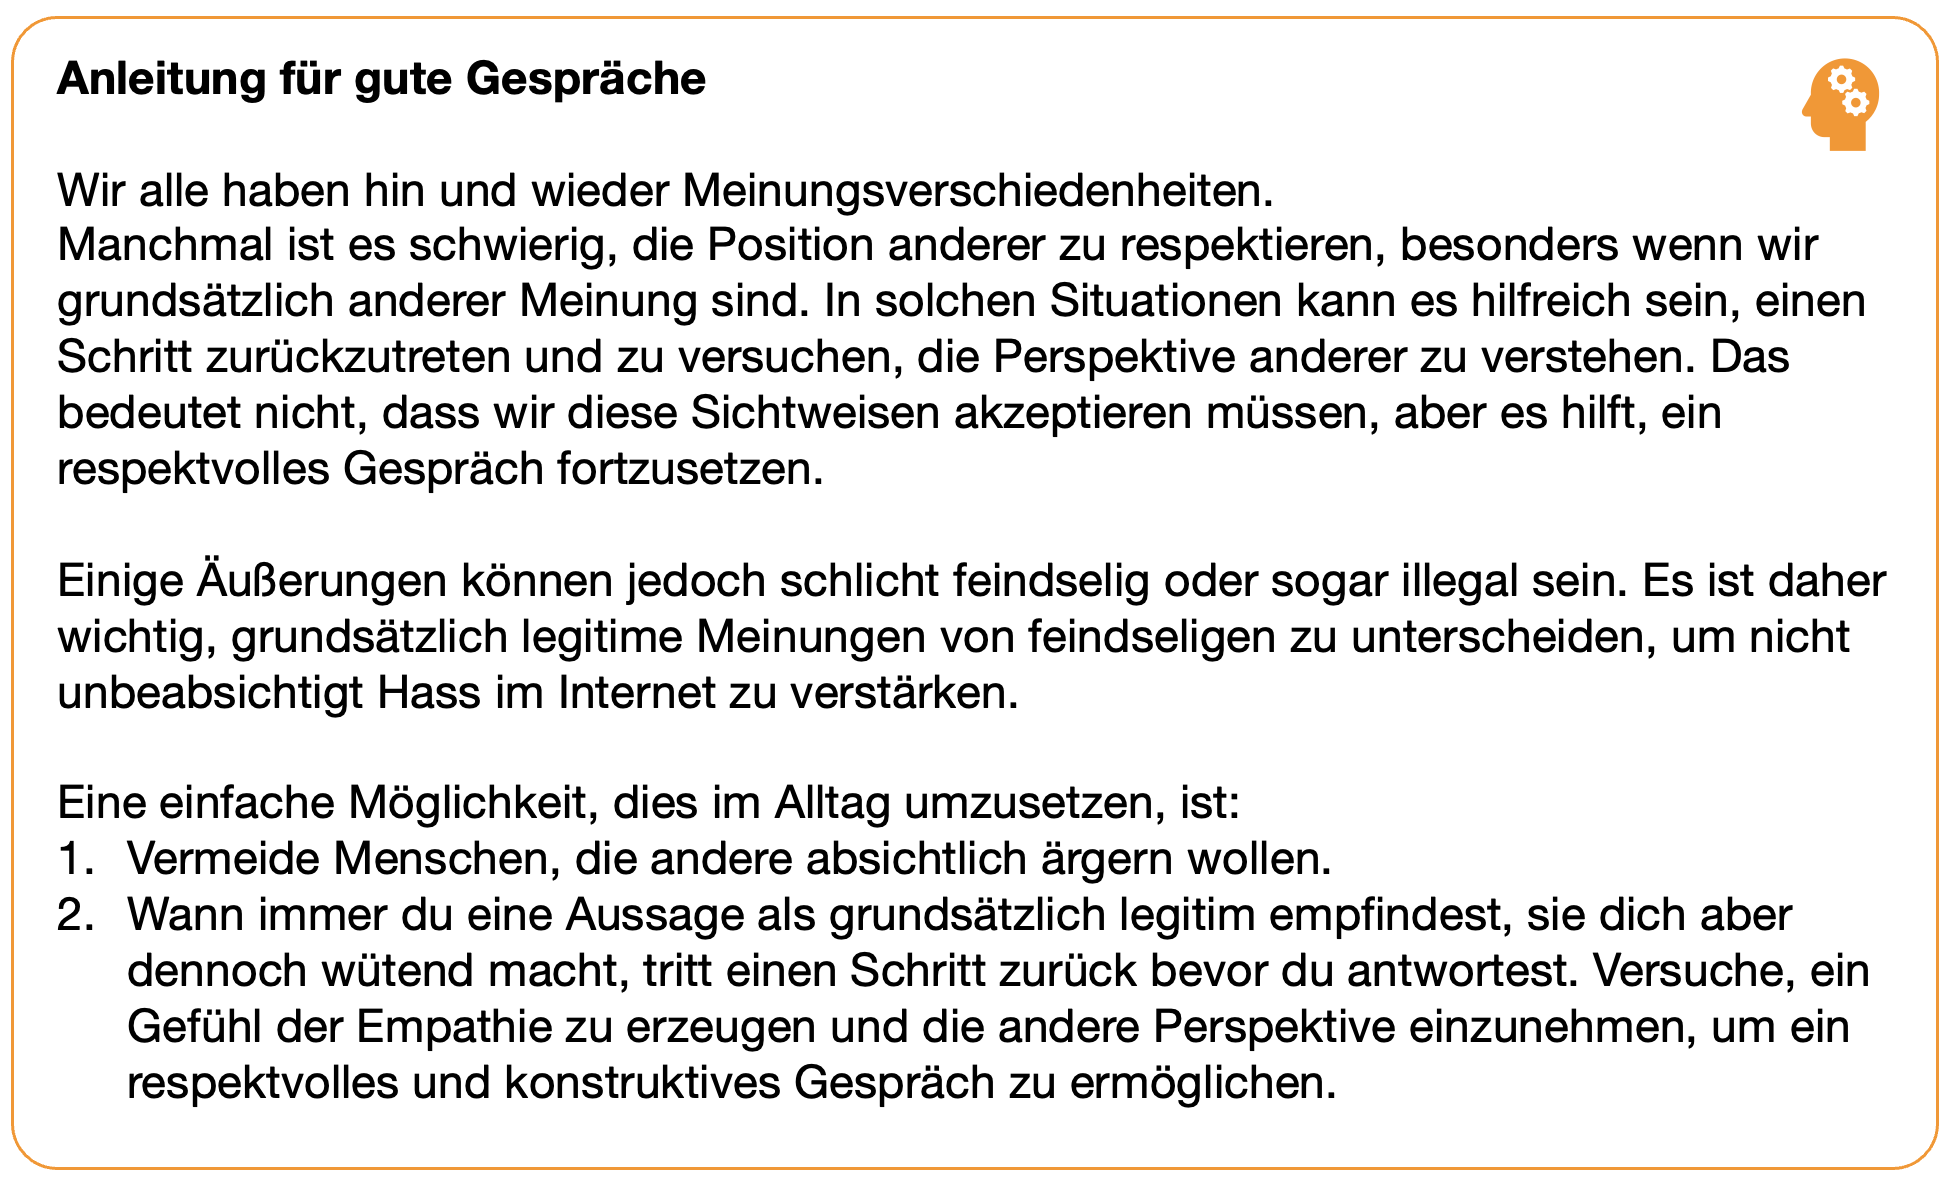 Anleitung für gute Gespräche
Wir alle haben hin und wieder Meinungsverschiedenheiten.
Manchmal ist es schwierig, die Position anderer zu respektieren, besonders wenn wir
grundsätzlich anderer Meinung sind. In solchen Situationen kann es hilfreich sein, einen
Schritt zurückzutreten und zu versuchen, die Perspektive anderer zu verstehen. Das
bedeutet nicht, dass wir diese Sichtweisen akzeptieren müssen, aber es hilft, ein
respektvolles Gespräch fortzusetzen.
Einige Äußerungen können jedoch schlicht feindselig oder sogar illegal sein. Es ist daher
wichtig, grundsätzlich legitime Meinungen von feindseligen zu unterscheiden, um nicht
unbeabsichtigt Hass im Internet zu verstärken.
Eine einfache Möglichkeit, dies im Alltag umzusetzen, ist:
1. Vermeide Menschen, die andere absichtlich ärgern wollen.
2. Wann immer du eine Aussage als grundsätzlich legitim empfindest, sie dich aber
dennoch wütend macht, tritt einen Schritt zurück bevor du antwortest. Versuche, ein
Gefühl der Empathie zu erzeugen und die andere Perspektive einzunehmen, um ein
respektvolles und konstruktives Gespräch zu ermöglichen.